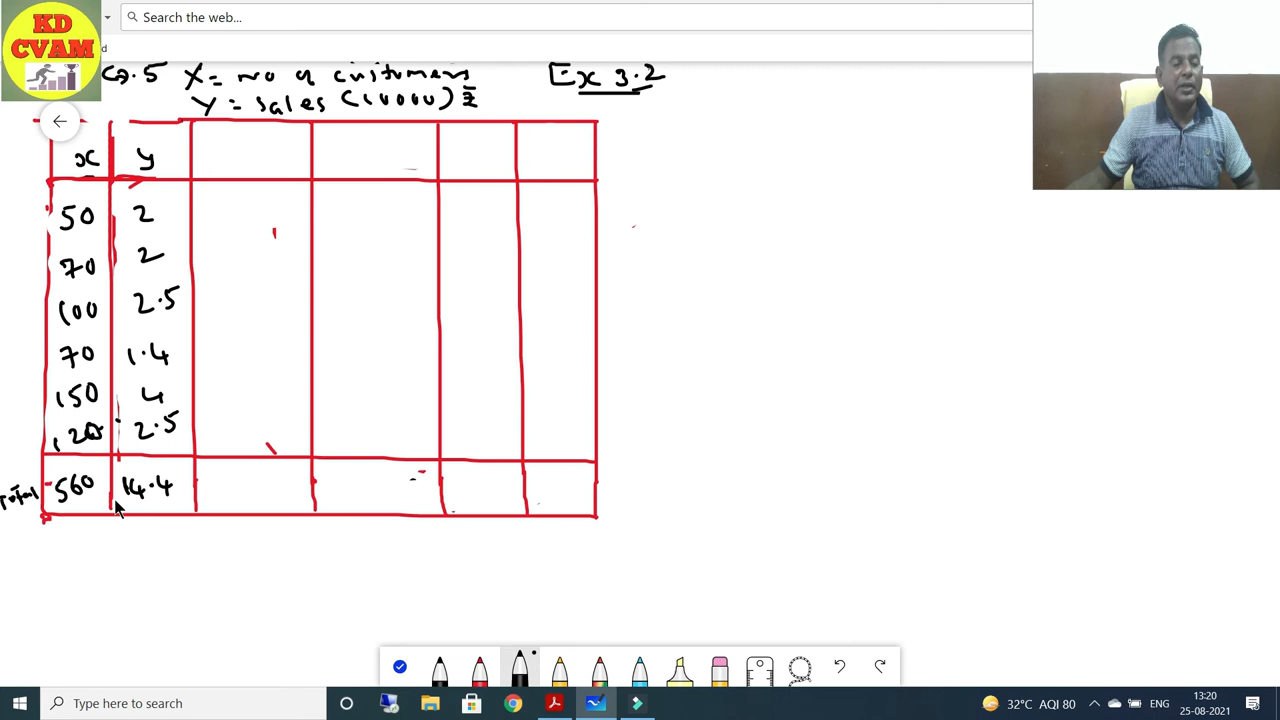 KD
CVAM
Search the web...
d
5 X = no of customers
Ex 3.2
Y = sales (10000) ₹
x y
50 2
70 2
100 2.5
70 1.4
150 4
120 2.5
Total 560 14.4
Type here to search
32°C AQI 80
ENG
13:20
25-08-2021